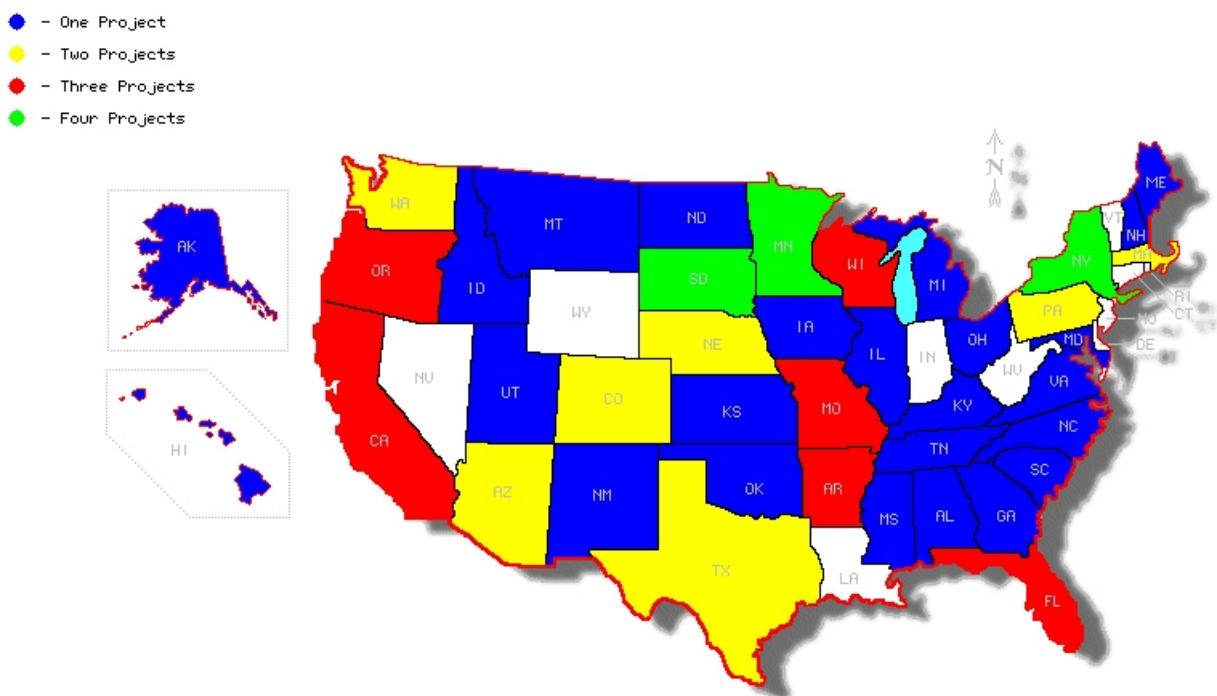 - One Project
- Two Projects
- Three Projects
- Four Projects
N
ME
WA
MT
ND
VT
NH
AK
OR
MN
WI
NY
MA
ID
SD
MI
RI
CT
WY
PA
IA
NE
OH
MD
DE
NV
UT
CO
IL
IN
WV
VA
KS
MO
KY
CA
NC
HI
TN
SC
AZ
NM
OK
AR
MS
AL
GA
TX
LA
FL